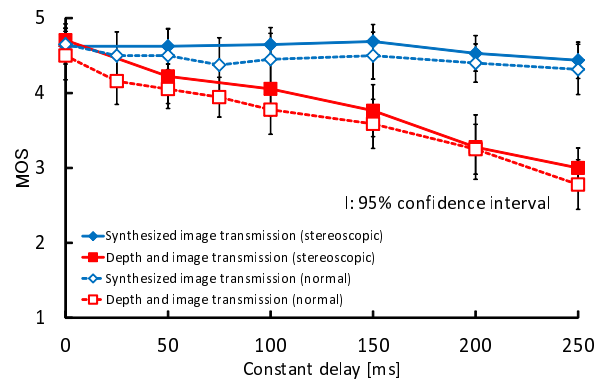 5
4
3
2
1
MOS
I: 95% confidence interval
Synthesized image transmission (stereoscopic)
Depth and image transmission (stereoscopic)
Synthesized image transmission (normal)
Depth and image transmission (normal)
0 50 100 150 200 250
Constant delay [ms]